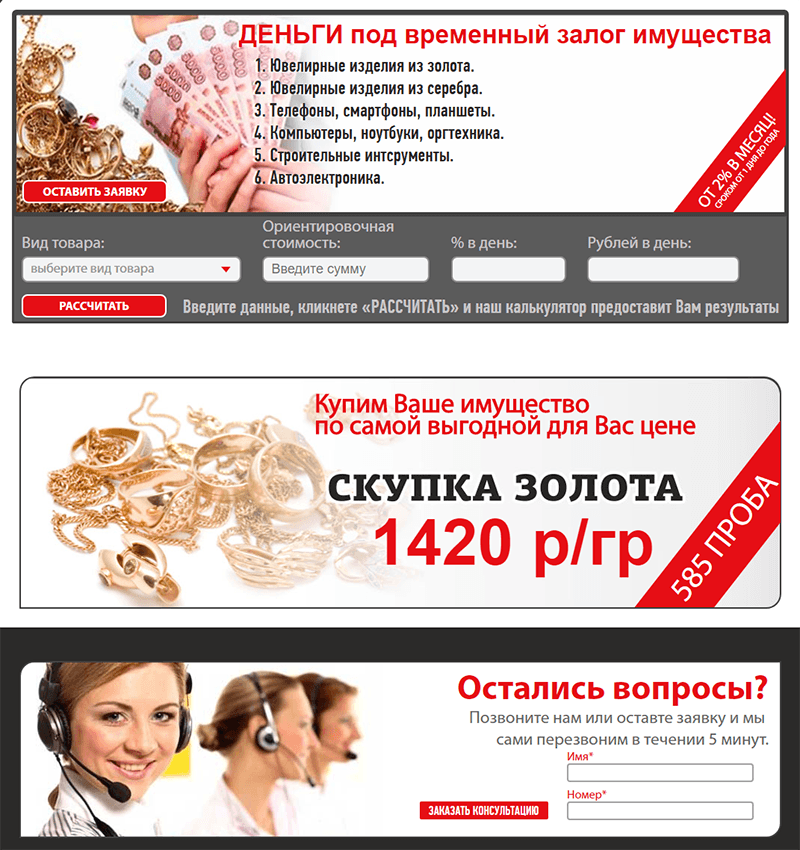 ДЕНЬГИ под временный залог имущества
1. Ювелирные изделия из золота.
2. Ювелирные изделия из серебра.
3. Телефоны, смартфоны, планшеты.
4. Компьютеры, ноутбуки, оргтехника.
5. Строительные интсрументы.
6. Автоэлектроника.
ОСТАВИТЬ ЗАЯВКУ
ОТ 2% В МЕСЯЦ!
СРОКОМ ОТ 1 ДНЯ ДО ГОДА
Вид товара:
Ориентировочная
стоимость:
% в день:
Рублей в день:
выберите вид товара
Введите сумму
РАССЧИТАТЬ
Введите данные, кликнете «РАССЧИТАТЬ» и наш калькулятор предоставит Вам результаты
Купим Ваше имущество
по самой выгодной для Вас цене
СКУПКА ЗОЛОТА
1420 р/гр
585 ПРОБА
Остались вопросы?
Позвоните нам или оставте заявку и мы
сами перезвоним в течении 5 минут.
Имя*
Номер*
ЗАКАЗАТЬ КОНСУЛЬТАЦИЮ